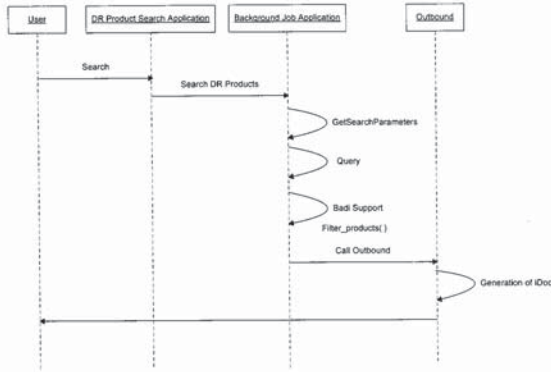 User
DR Product Search Application
Background Job Application
Outbound
Search
Search DR Products
GetSearchParameters
Query
Badi Support
Filter_products( )
Call Outbound
Generation of iDoc